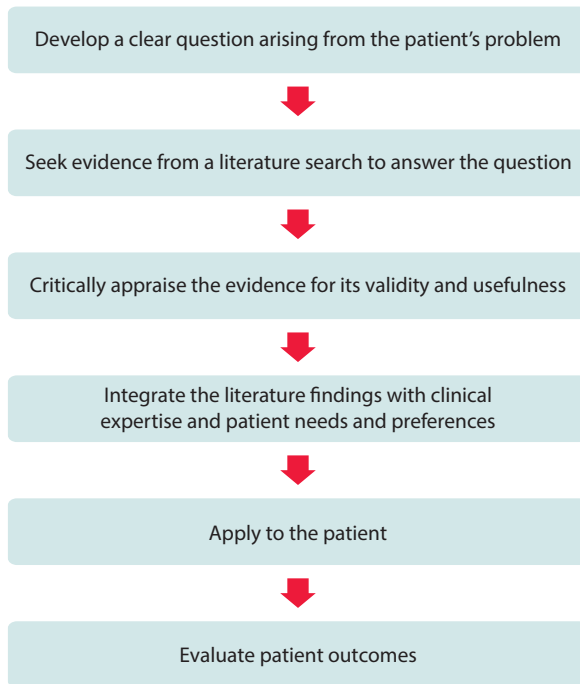 Develop a clear question arising from the patient’s problem
Seek evidence from a literature search to answer the question
Critically appraise the evidence for its validity and usefulness
Integrate the literature findings with clinical
expertise and patient needs and preferences
Apply to the patient
Evaluate patient outcomes